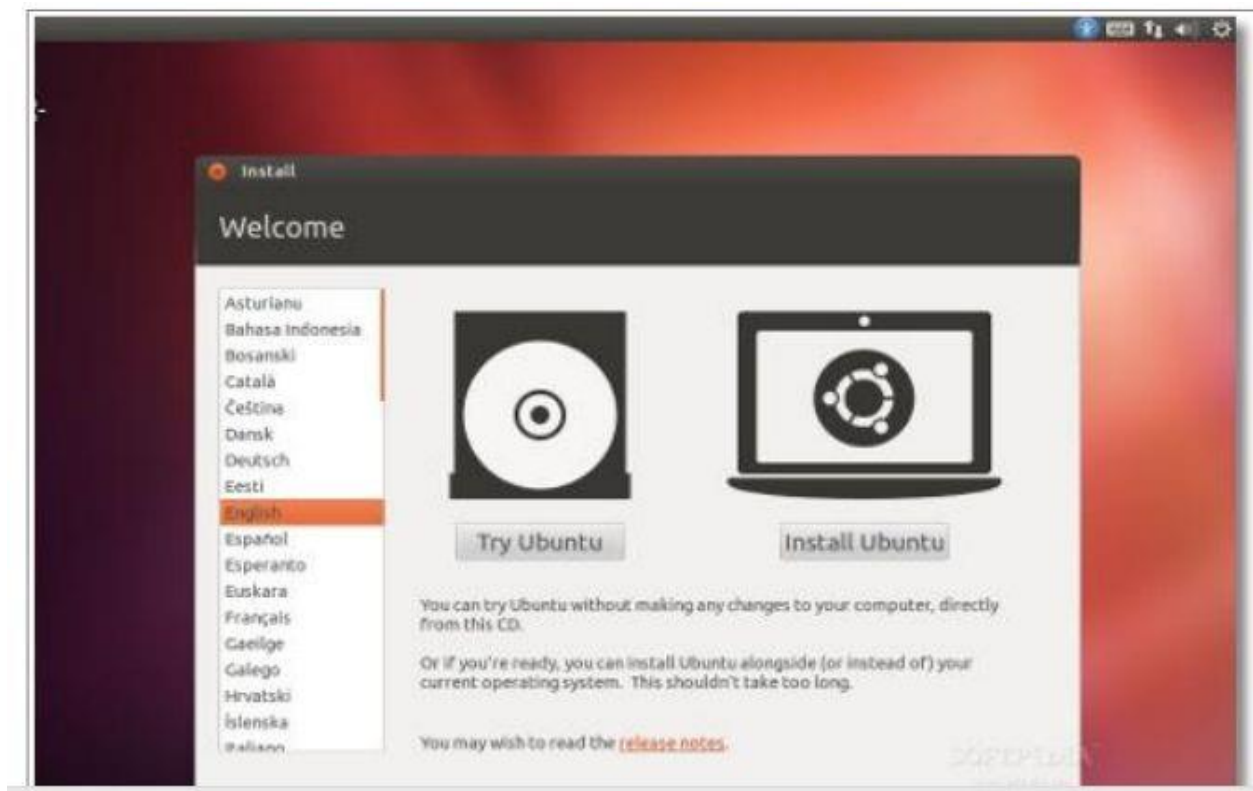 Install
Welcome
Asturianu
Bahasa Indonesia
Bosanski
Català
Čeština
Dansk
Deutsch
Eesti
English
Español
Esperanto
Euskara
Français
Gaeilge
Galego
Hrvatski
Íslenska
Italiano
Try Ubuntu
Install Ubuntu
You can try Ubuntu without making any changes to your computer, directly
from this CD.
Or if you're ready, you can install Ubuntu alongside (or instead of) your
current operating system. This shouldn't take too long.
You may wish to read the release notes.
SOFTPEDIA